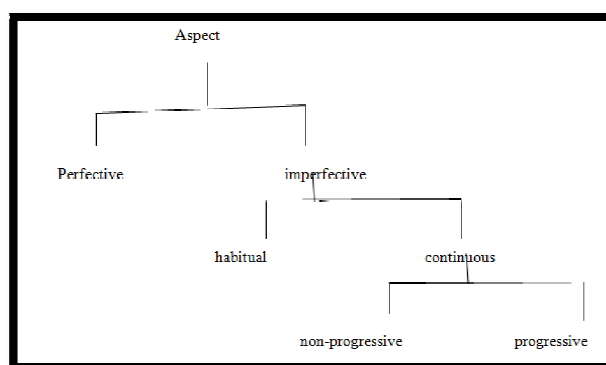 Aspect
Perfective imperfective
habitual continuous
non-progressive progressive